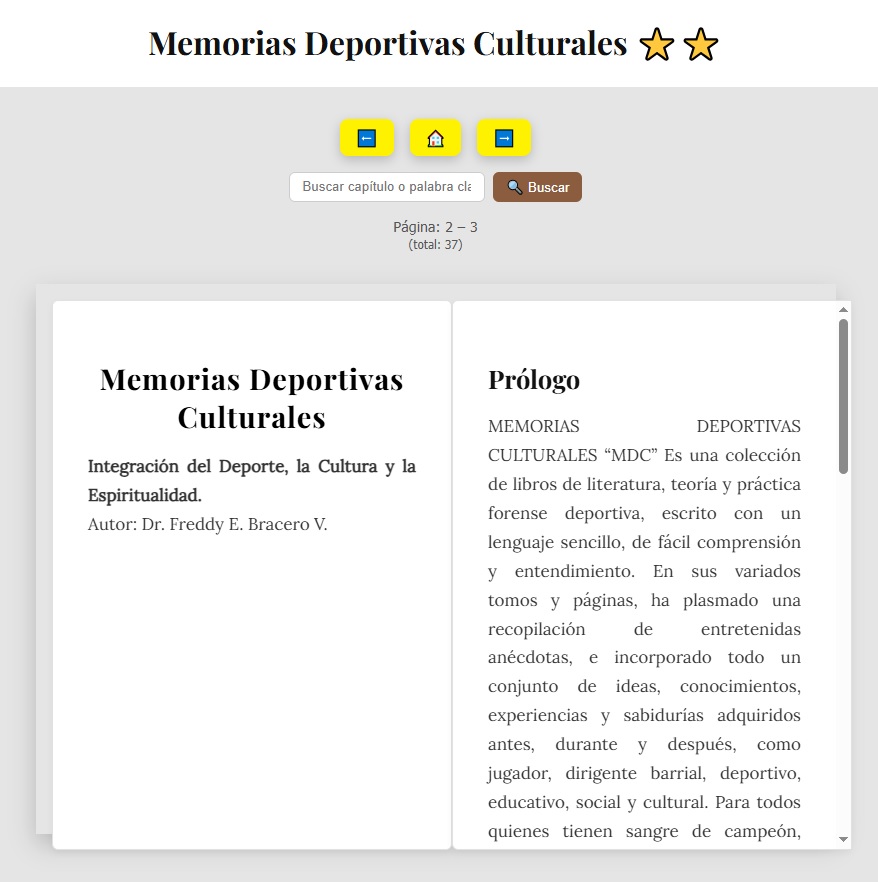 Memorias Deportivas Culturales ⭐⭐
Buscar capítulo o palabra cla
🔍 Buscar
Página: 2 – 3
(total: 37)
Memorias Deportivas
Culturales
Integración del Deporte, la Cultura y la
Espiritualidad.
Autor: Dr. Freddy E. Bracero V.
Prólogo
MEMORIAS DEPORTIVAS
CULTURALES “MDC” Es una colección
de libros de literatura, teoría y práctica
forense deportiva, escrito con un
lenguaje sencillo, de fácil comprensión
y entendimiento. En sus variados
tomos y páginas, ha plasmado una
recopilación de entretenidas
anécdotas, e incorporado todo un
conjunto de ideas, conocimientos,
experiencias y sabidurías adquiridos
antes, durante y después, como
jugador, dirigente barrial, deportivo,
educativo, social y cultural. Para todos
quienes tienen sangre de campeón,